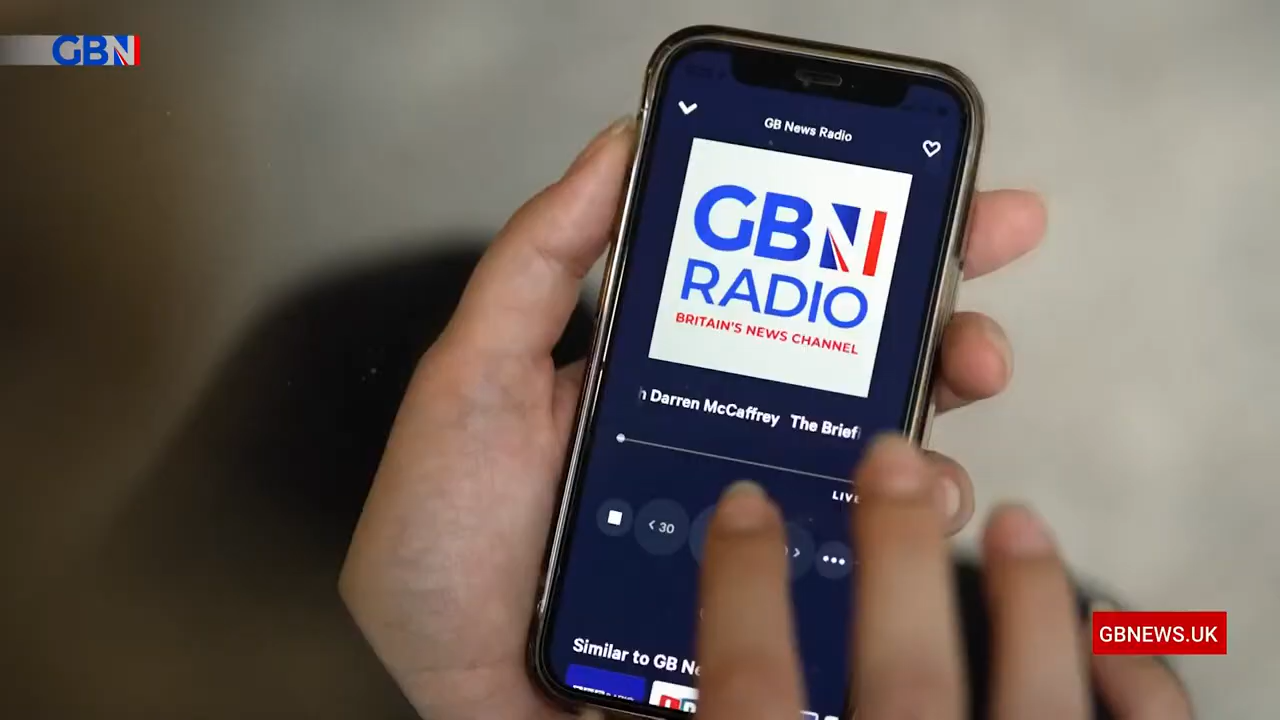 GBN
GB News Radio
GBN
RADIO
BRITAIN'S NEWS CHANNEL
Darren McCaffrey The Brief
LIVE
30
Similar to GB
GBNEWS.UK